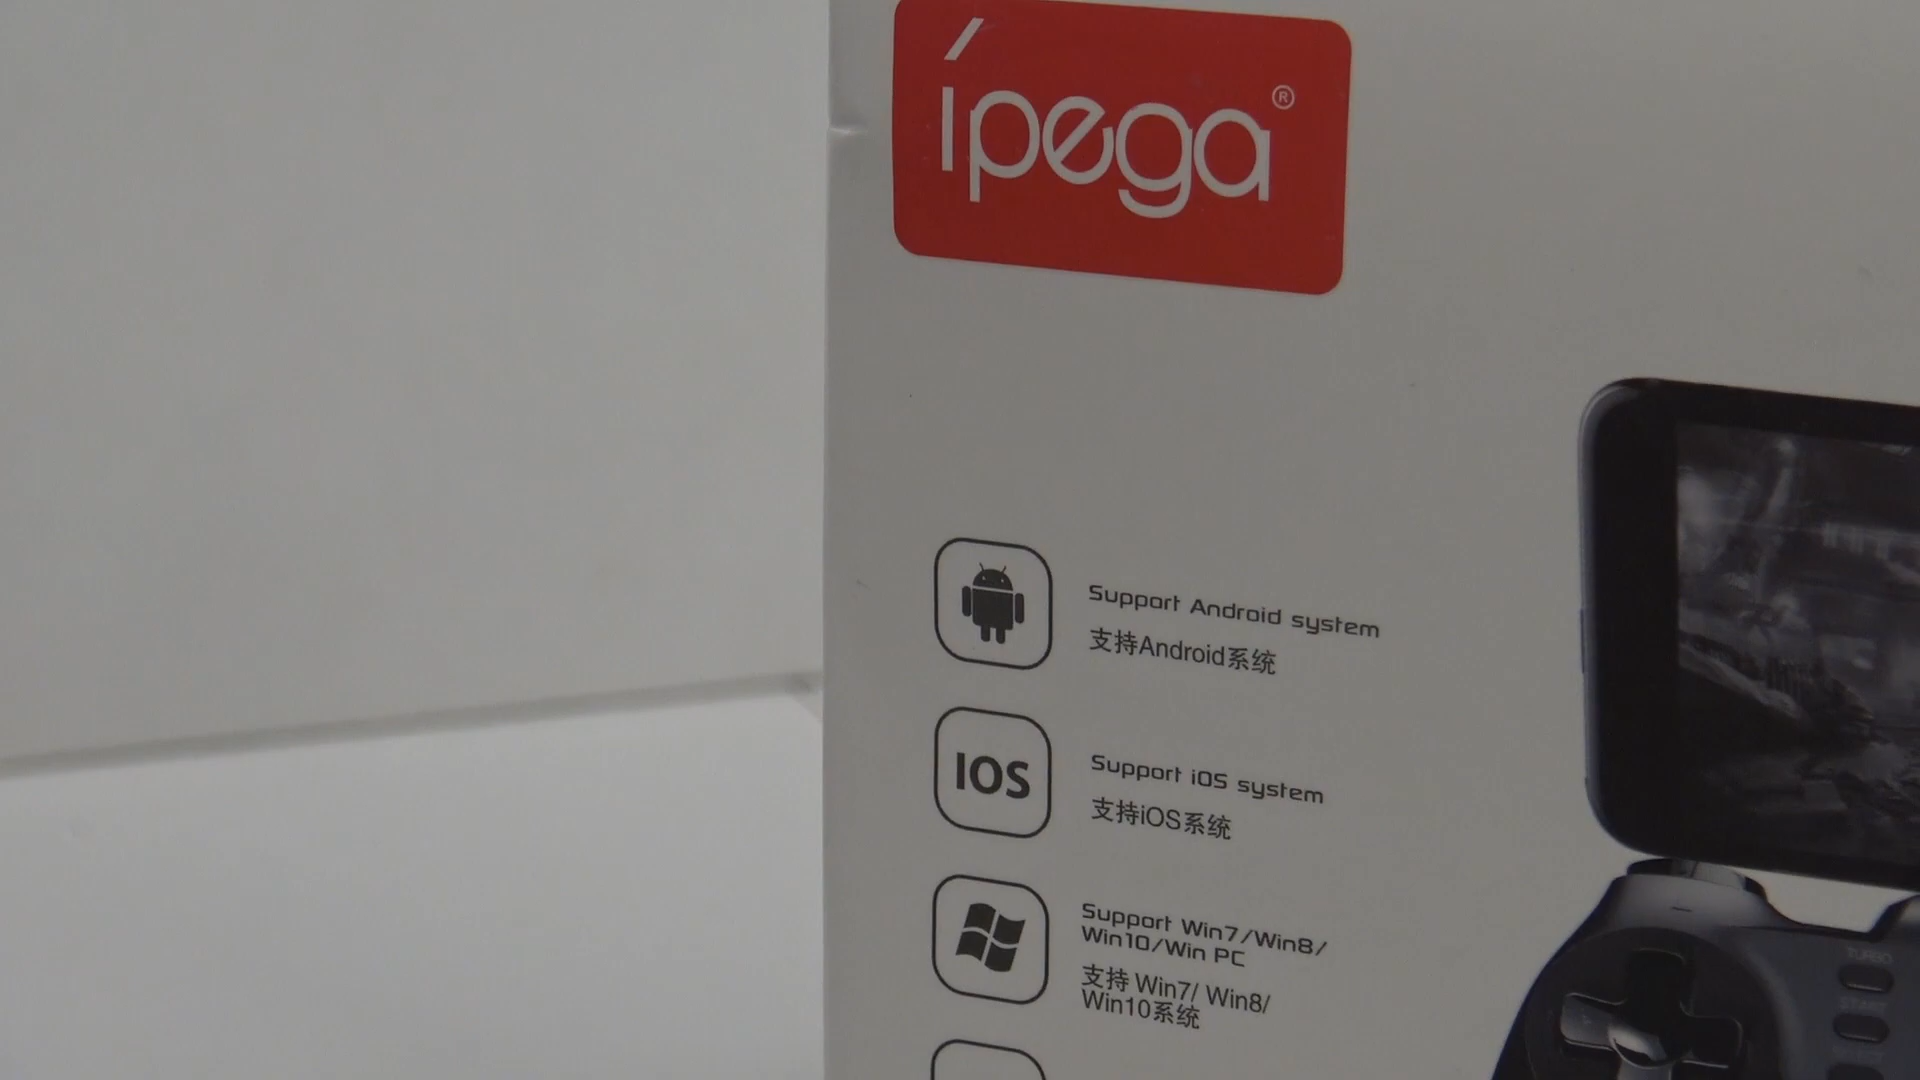 ípega®
Support Android system
支持Android系统
IOS
Support iOS system
支持iOS系统
Support Win7/Win8/
Win10/Win PC
支持 Win7/ Win8/
Win10系统
TURBO
START